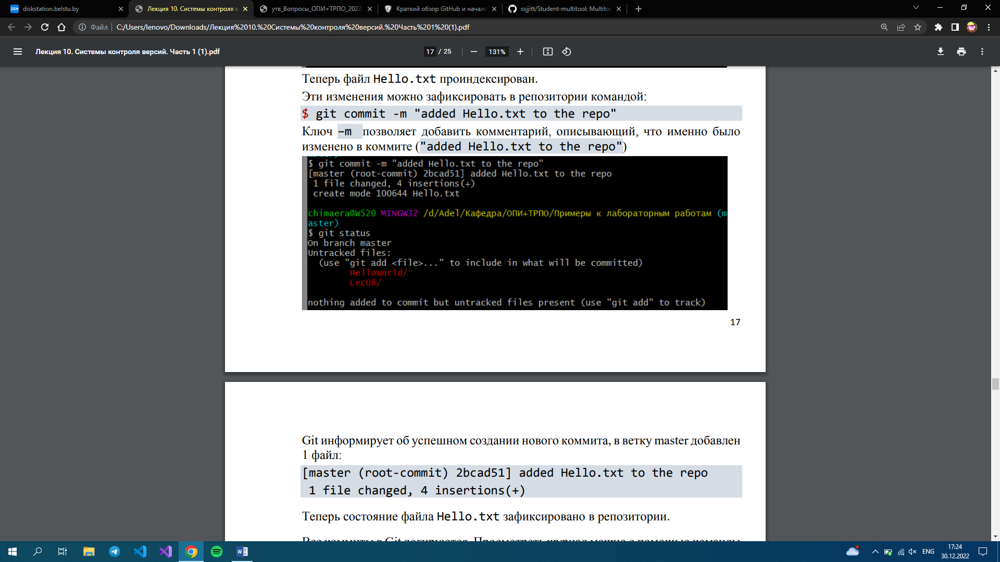 diskstation.belstu.by
Лекция 10. Системы контроля в
утв_Вопросы_ОПИ+ТРПО_2022
Краткий обзор GitHub и начало
ssjjitt/Student-multitool: Multitoo
Файл
C:/Users/lenovo/Downloads/Лекция%2010.%20Системы%20контроля%20версий.%20Часть%201%20(1).pdf
Лекция 10. Системы контроля версий. Часть 1 (1).pdf
17 / 25
131%
Теперь файл Hello.txt проиндексирован.
Эти изменения можно зафиксировать в репозитории командой:
$ git commit -m "added Hello.txt to the repo"
Ключ –m позволяет добавить комментарий, описывающий, что именно было
изменено в коммите ("added Hello.txt to the repo")
$ git commit -m "added Hello.txt to the repo"
[master (root-commit) 2bcad51] added Hello.txt to the repo
1 file changed, 4 insertions(+)
create mode 100644 Hello.txt
chimaera@W520 MINGW32 /d/Adel/Кафедра/ОПИ+ТРПО/Примеры к лабораторным работам (m
aster)
$ git status
On branch master
Untracked files:
(use "git add <file>..." to include in what will be committed)
HelloWorld/
Lec08/
nothing added to commit but untracked files present (use "git add" to track)
17
Git информирует об успешном создании нового коммита, в ветку master добавлен
1 файл:
[master (root-commit) 2bcad51] added Hello.txt to the repo
1 file changed, 4 insertions(+)
Теперь состояние файла Hello.txt зафиксировано в репозитории.
Все коммиты в Git логируются. Просмотреть журнал можно с помощью команды
ENG
17:24
30.12.2022